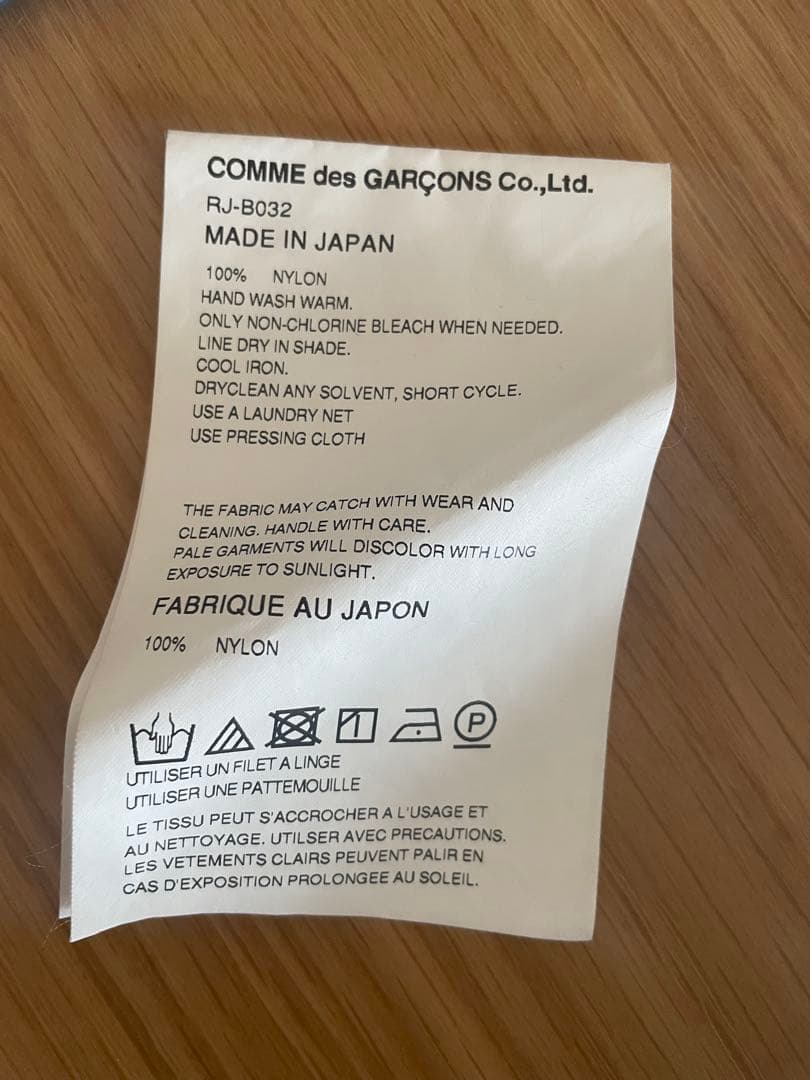 COMME des GARÇONS Co.,Ltd.
RJ-B032
MADE IN JAPAN
100% NYLON
HAND WASH WARM.
ONLY NON-CHLORINE BLEACH WHEN NEEDED.
LINE DRY IN SHADE.
COOL IRON.
DRYCLEAN ANY SOLVENT, SHORT CYCLE.
USE A LAUNDRY NET
USE PRESSING CLOTH
THE FABRIC MAY CATCH WITH WEAR AND
CLEANING. HANDLE WITH CARE.
PALE GARMENTS WILL DISCOLOR WITH LONG
EXPOSURE TO SUNLIGHT.
FABRIQUE AU JAPON
100% NYLON
P
UTILISER UN FILET A LINGE
UTILISER UNE PATTEMOUILLE
LE TISSU PEUT S'ACCROCHER A L'USAGE ET
AU NETTOYAGE. UTILSER AVEC PRECAUTIONS.
LES VETEMENTS CLAIRS PEUVENT PALIR EN
CAS D'EXPOSITION PROLONGEE AU SOLEIL.